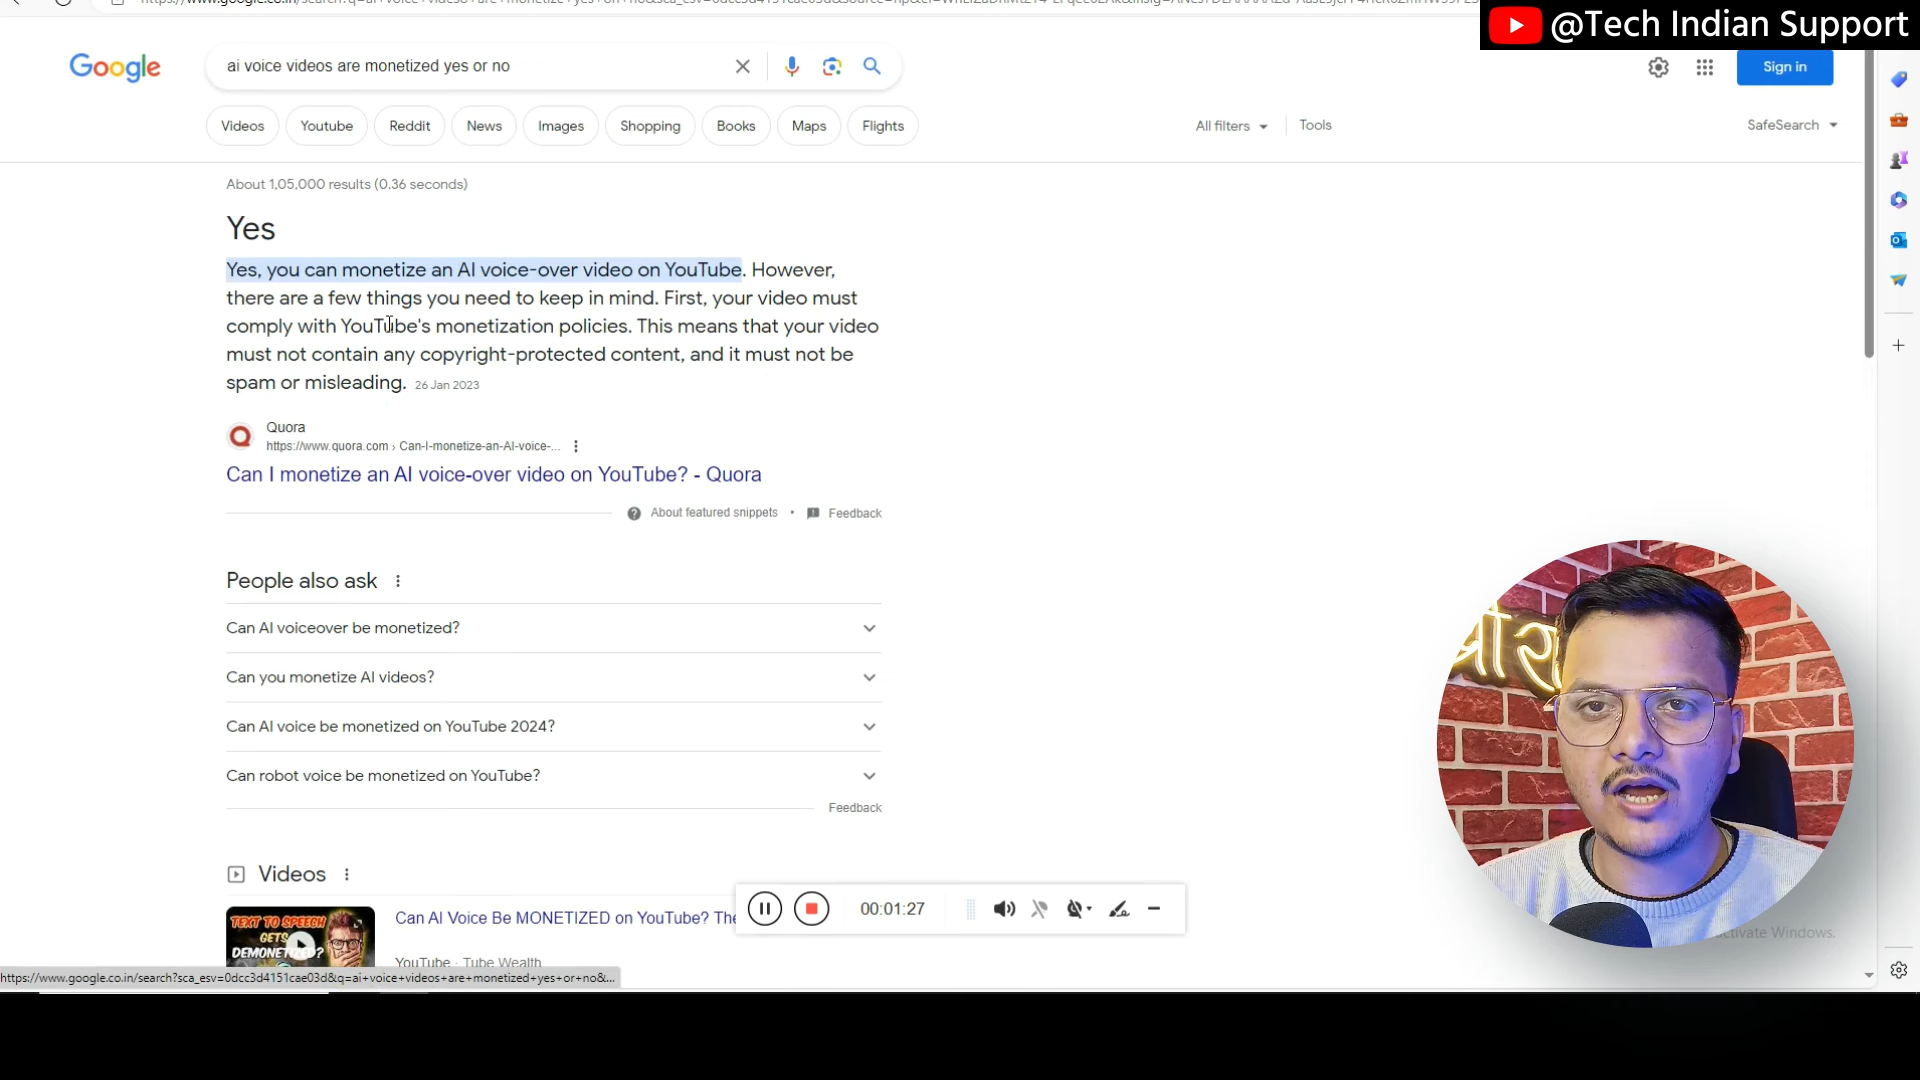 @Tech Indian Support
Google
ai voice videos are monetized yes or no
Sign in
Videos
Youtube
Reddit
News
Images
Shopping
Books
Maps
Flights
All filters
Tools
SafeSearch
About 1,05,000 results (0.36 seconds)
Yes
Yes, you can monetize an AI voice-over video on YouTube. However,
there are a few things you need to keep in mind. First, your video must
comply with YouTube's monetization policies. This means that your video
must not contain any copyright-protected content, and it must not be
spam or misleading. 26 Jan 2023
Quora
https://www.quora.com › Can-I-monetize-an-AI-voice-...
Can I monetize an AI voice-over video on YouTube? - Quora
About featured snippets
Feedback
People also ask
Can AI voiceover be monetized?
Can you monetize AI videos?
Can AI voice be monetized on YouTube 2024?
Can robot voice be monetized on YouTube?
Feedback
Videos
TEXT TO SPEECH
GETS
DEMONETIZED?
Can AI Voice Be MONETIZED on YouTube? The
YouTube · Tube Wealth
00:01:27
Activate Windows.
https://www.google.co.in/search?sca_esv=0dcc3d4151cae03d&q=ai+voice+videos+are+monetized+yes+or+no&...